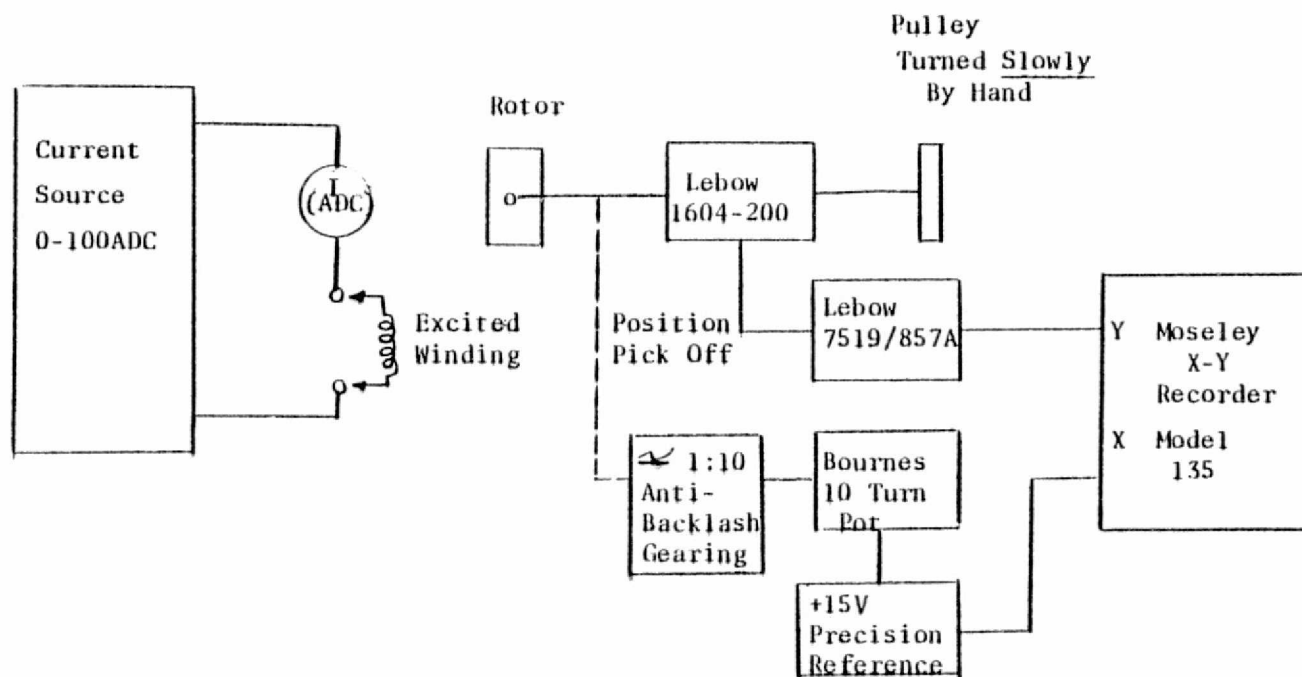 Pulley
Turned Slowly
By Hand
Rotor
Current
Source
0-100ADC
I
(ADC)
Excited
Winding
Lebow
1604-200
Position
Pick Off
Lebow
7519/857A
Y Moseley
X-Y
Recorder
X Model
135
1:10
Anti-
Backlash
Gearing
Bournes
10 Turn
Pot
+15V
Precision
Reference